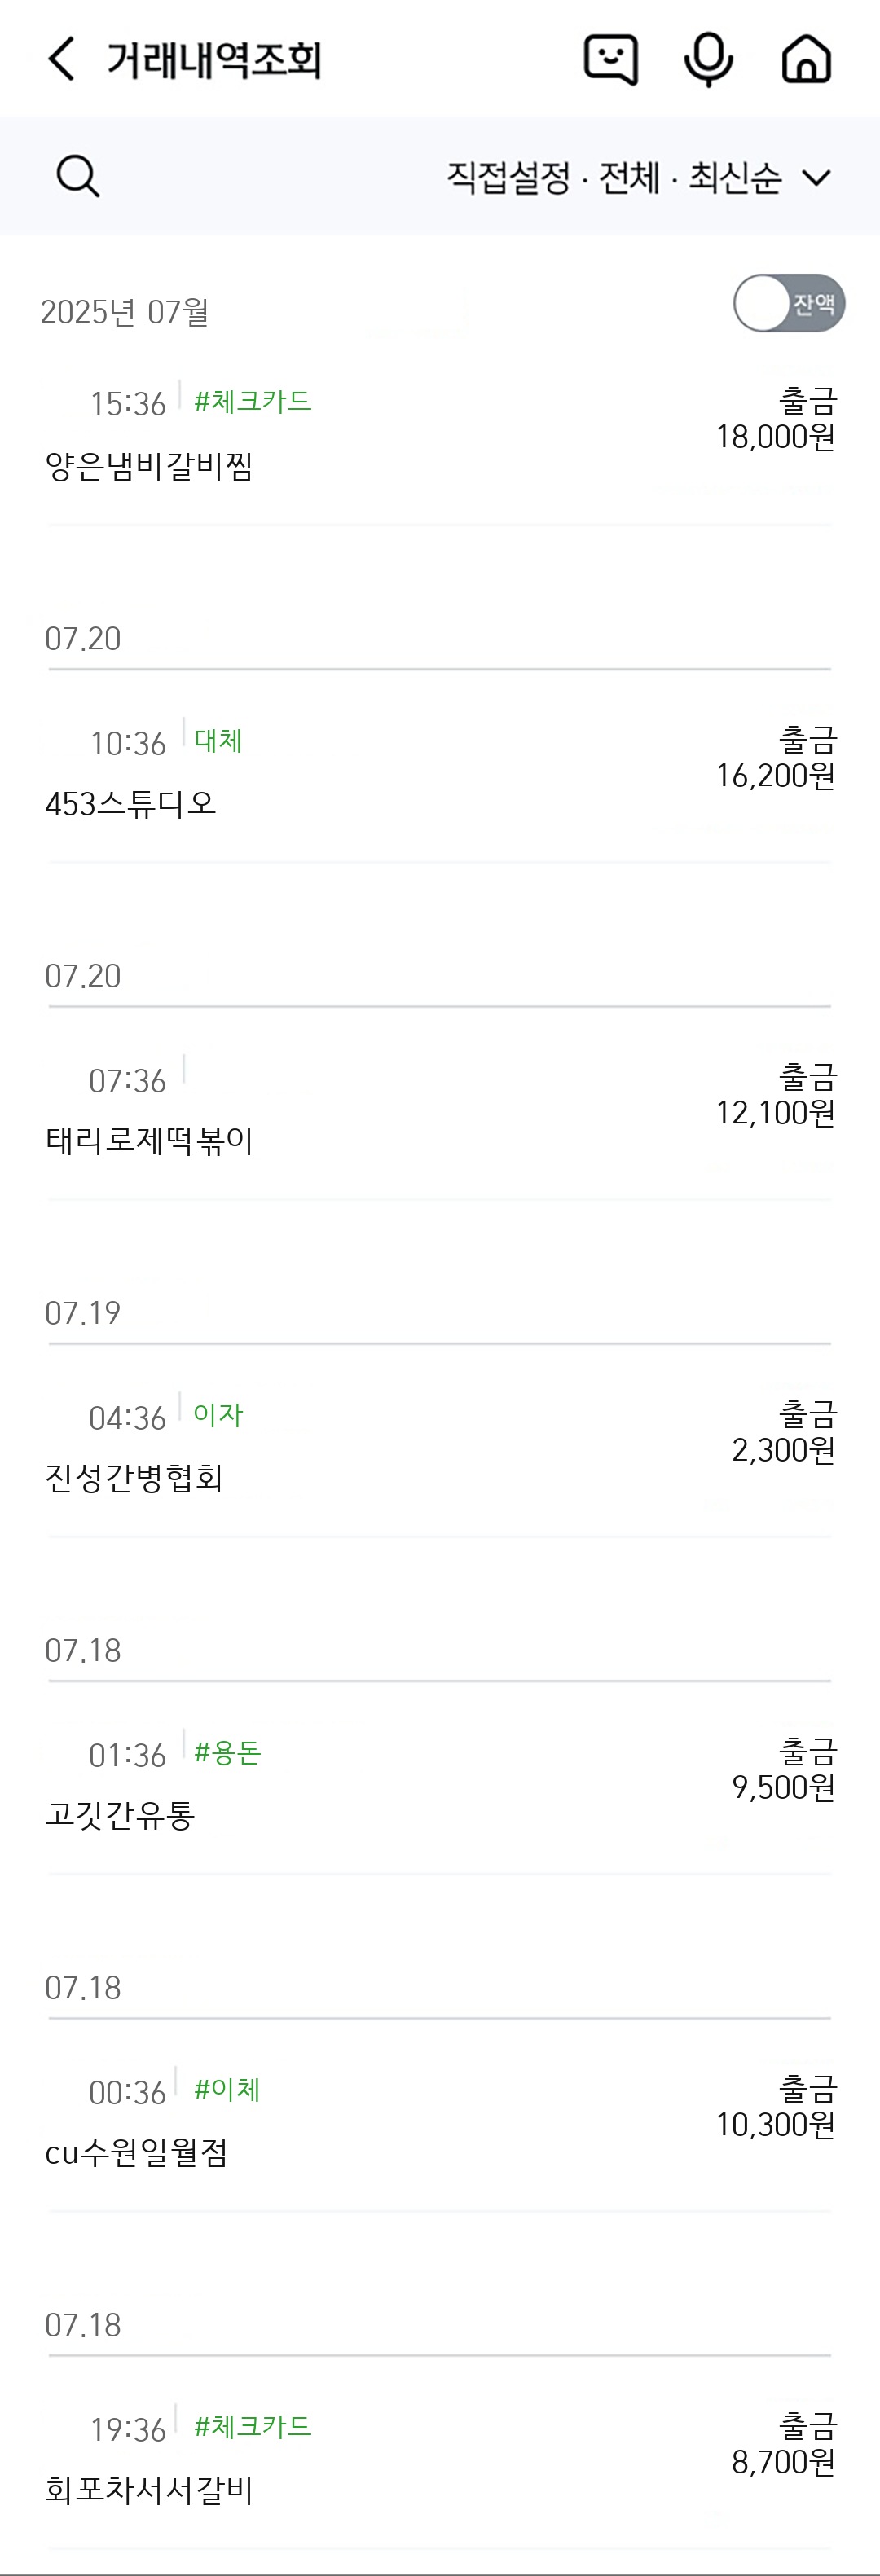 거래내역조회
직접설정 · 전체 · 최신순
2025년 07월
잔액
15:36 #체크카드
출금
18,000원
양은냄비갈비찜
07.20
10:36 대체
출금
16,200원
453스튜디오
07.20
07:36
출금
12,100원
태리로제떡볶이
07.19
04:36 이자
출금
2,300원
진성간병협회
07.18
01:36 #용돈
출금
9,500원
고깃간유통
07.18
00:36 #이체
출금
10,300원
cu수원일월점
07.18
19:36 #체크카드
출금
8,700원
회포차서서갈비